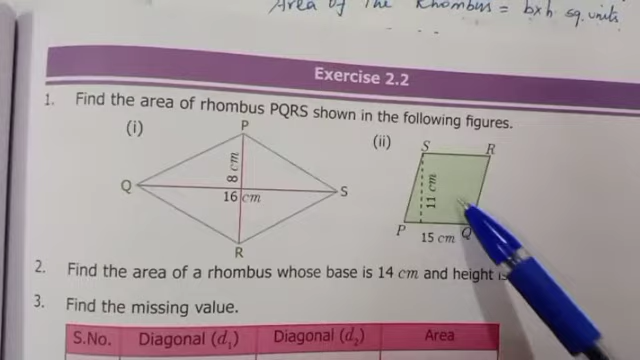 Area of The Rhombus = bxh sq.units
Exercise 2.2
1. Find the area of rhombus PQRS shown in the following figures.
(i)
P
8 cm
Q
16 cm
S
R
(ii)
S
R
11 cm
P
15 cm
Q
2. Find the area of a rhombus whose base is 14 cm and height
3. Find the missing value.
S.No. Diagonal (d₁) Diagonal (d₂) Area